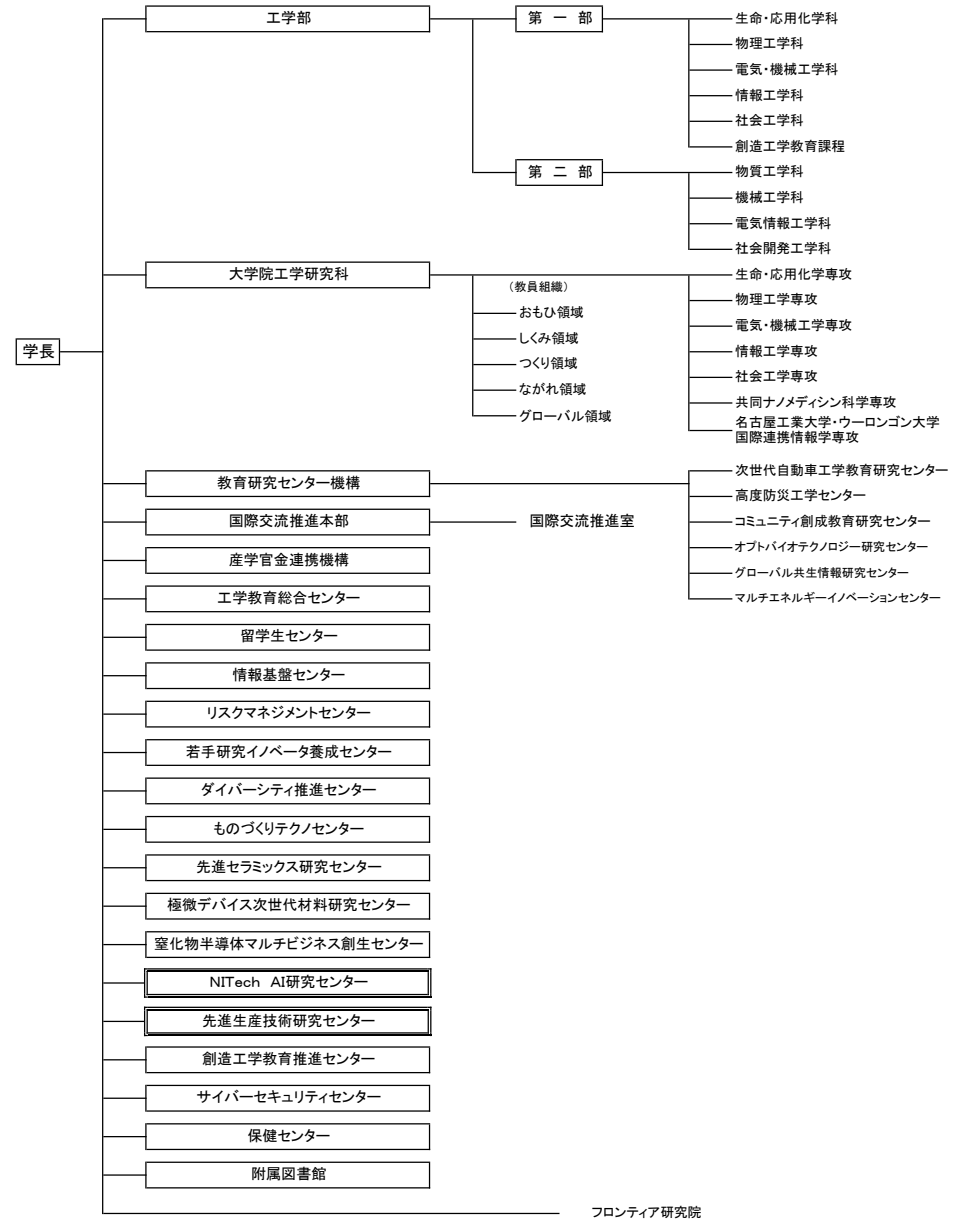 工学部
第 一 部
生命・応用化学科
物理工学科
電気・機械工学科
情報工学科
社会工学科
創造工学教育課程
第 二 部
物質工学科
機械工学科
電気情報工学科
社会開発工学科
学長
大学院工学研究科
（教員組織）
おもひ領域
しくみ領域
つくり領域
ながれ領域
グローバル領域
生命・応用化学専攻
物理工学専攻
電気・機械工学専攻
情報工学専攻
社会工学専攻
共同ナノメディシン科学専攻
名古屋工業大学・ウーロンゴン大学
国際連携情報学専攻
教育研究センター機構
次世代自動車工学教育研究センター
高度防災工学センター
コミュニティ創成教育研究センター
オプトバイオテクノロジー研究センター
グローバル共生情報研究センター
マルチエネルギーイノベーションセンター
国際交流推進本部
国際交流推進室
産学官金連携機構
工学教育総合センター
留学生センター
情報基盤センター
リスクマネジメントセンター
若手研究イノベータ養成センター
ダイバーシティ推進センター
ものづくりテクノセンター
先進セラミックス研究センター
極微デバイス次世代材料研究センター
窒化物半導体マルチビジネス創生センター
NITech AI研究センター
先進生産技術研究センター
創造工学教育推進センター
サイバーセキュリティセンター
保健センター
附属図書館
フロンティア研究院